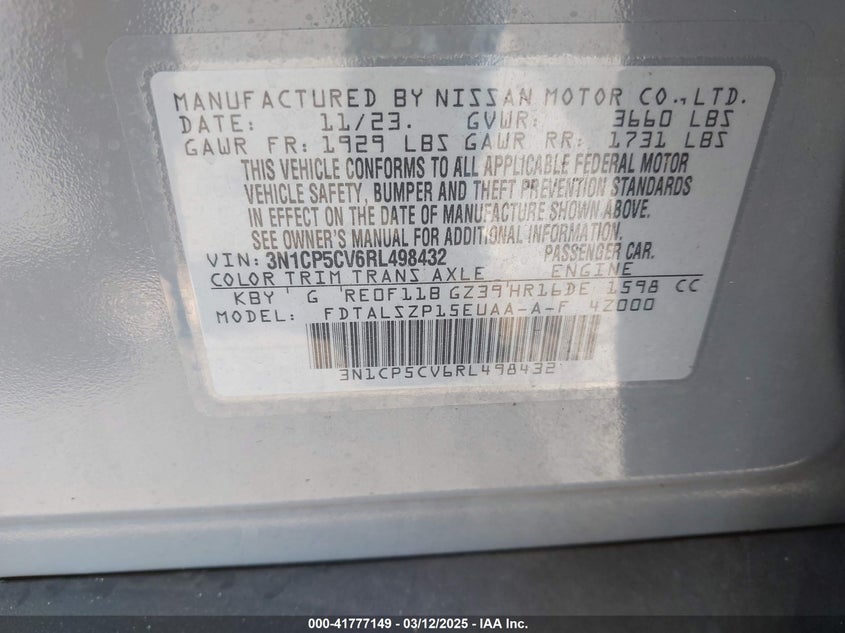 MANUFACTURED BY NISSAN MOTOR CO., LTD.
DATE: 11/23. GVWR: 3660 LBS
GAWR FR: 1929 LBS GAWR RR: 1731 LBS
THIS VEHICLE CONFORMS TO ALL APPLICABLE FEDERAL MOTOR
VEHICLE SAFETY, BUMPER AND THEFT PREVENTION STANDARDS
IN EFFECT ON THE DATE OF MANUFACTURE SHOWN ABOVE.
SEE OWNER'S MANUAL FOR ADDITIONAL INFORMATION.
VIN: 3N1CP5CV6RL498432 PASSENGER CAR.
COLOR TRIM TRANS AXLE ENGINE
KBY G RE0F11B GZ39 HR16DE 1598 CC
MODEL: FDTALSZP15EUAA-A-F 4Z000
3N1CP5CV6RL498432
000-41777149 - 03/12/2025 - IAA Inc.